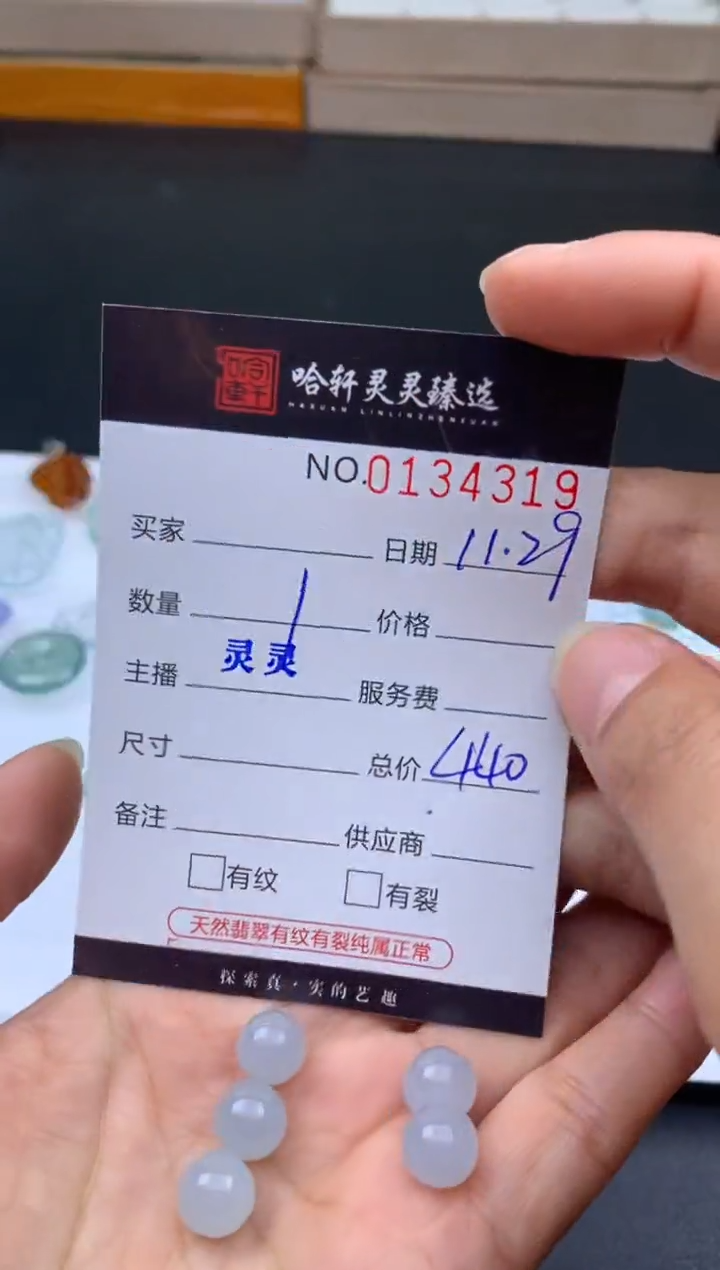 哈轩灵灵臻选
NO.0134319
买家 日期 11.29
数量 1 价格
主播 灵灵 服务费
尺寸 总价 440
备注 供应商
有纹 有裂
天然翡翠有纹有裂纯属正常
探索真·实的艺趣